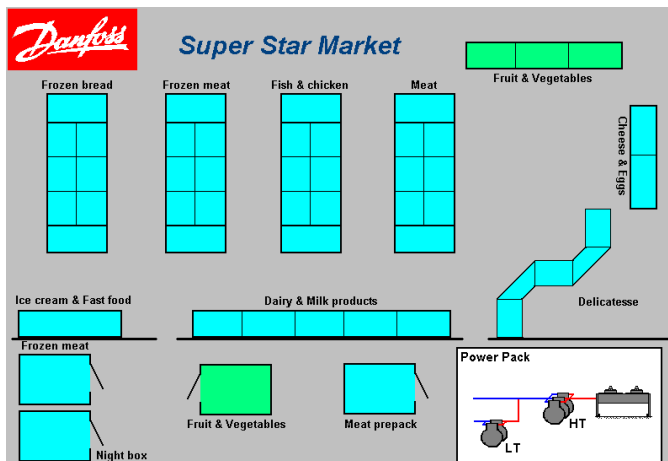 Danfoss
Super Star Market
Fruit & Vegetables
Frozen bread
Frozen meat
Fish & chicken
Meat
Cheese & Eggs
Ice cream & Fast food
Dairy & Milk products
Delicatesse
Frozen meat
Night box
Fruit & Vegetables
Meat prepack
Power Pack
LT
HT